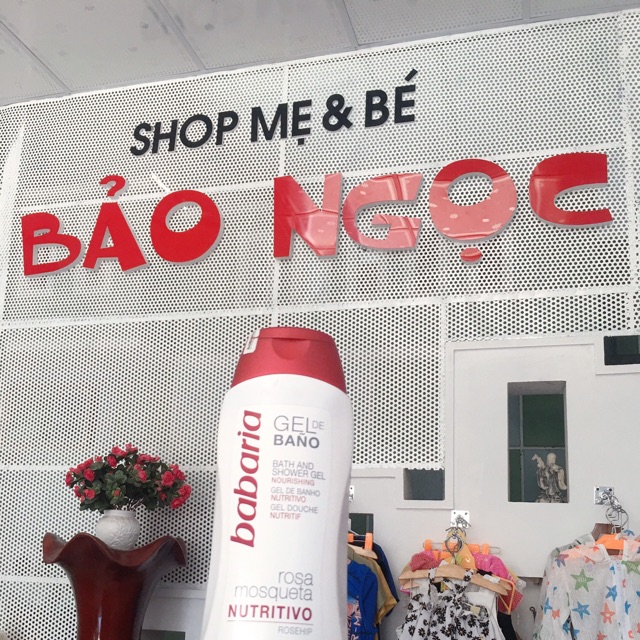 SHOP MẸ & BÉ
BẢO NGỌC
babaria
GEL DE
BAÑO
BATH AND
SHOWER GEL
NOURISHING
GEL DE BANHO
NUTRITIVO
GEL DOUCHE
NUTRITIF
rosa
mosqueta
NUTRITIVO
ROSEHIP